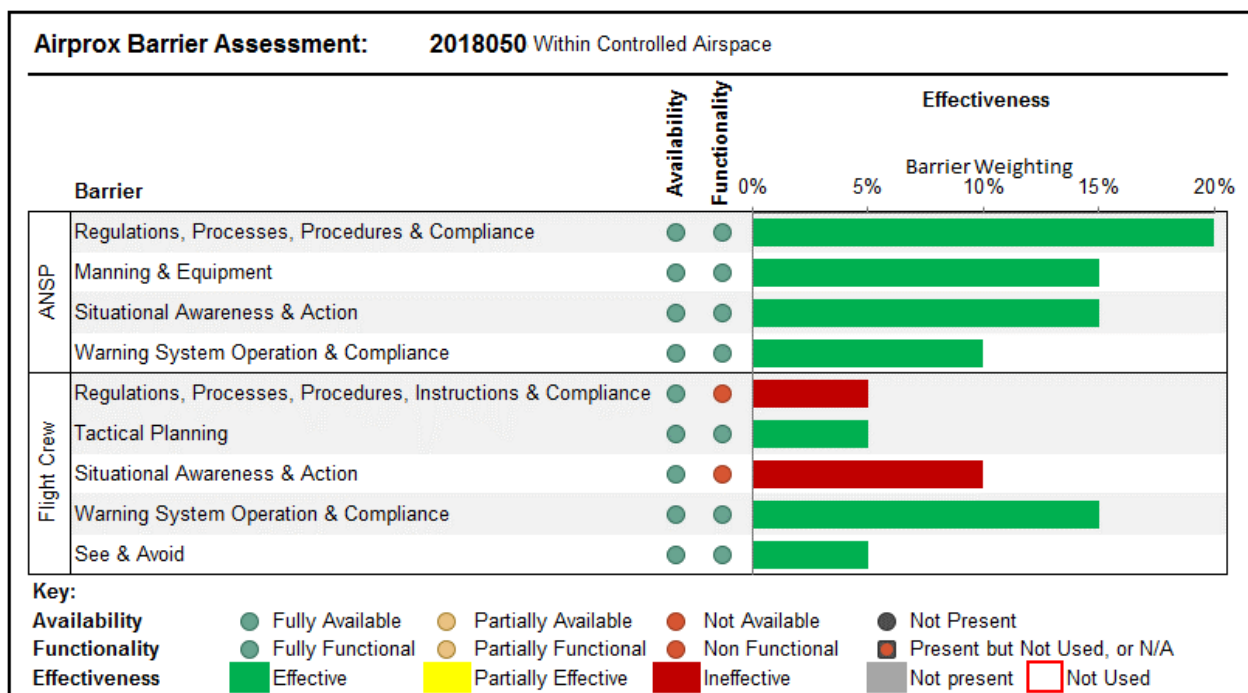 Airprox Barrier Assessment: 2018050 Within Controlled Airspace
Availability
Functionality
Effectiveness
Barrier Weighting
Barrier
0% 5% 10% 15% 20%
ANSP
Regulations, Processes, Procedures & Compliance
Manning & Equipment
Situational Awareness & Action
Warning System Operation & Compliance
Flight Crew
Regulations, Processes, Procedures, Instructions & Compliance
Tactical Planning
Situational Awareness & Action
Warning System Operation & Compliance
See & Avoid
Key:
Availability Fully Available Partially Available Not Available Not Present
Functionality Fully Functional Partially Functional Non Functional Present but Not Used, or N/A
Effectiveness Effective Partially Effective Ineffective Not present Not Used